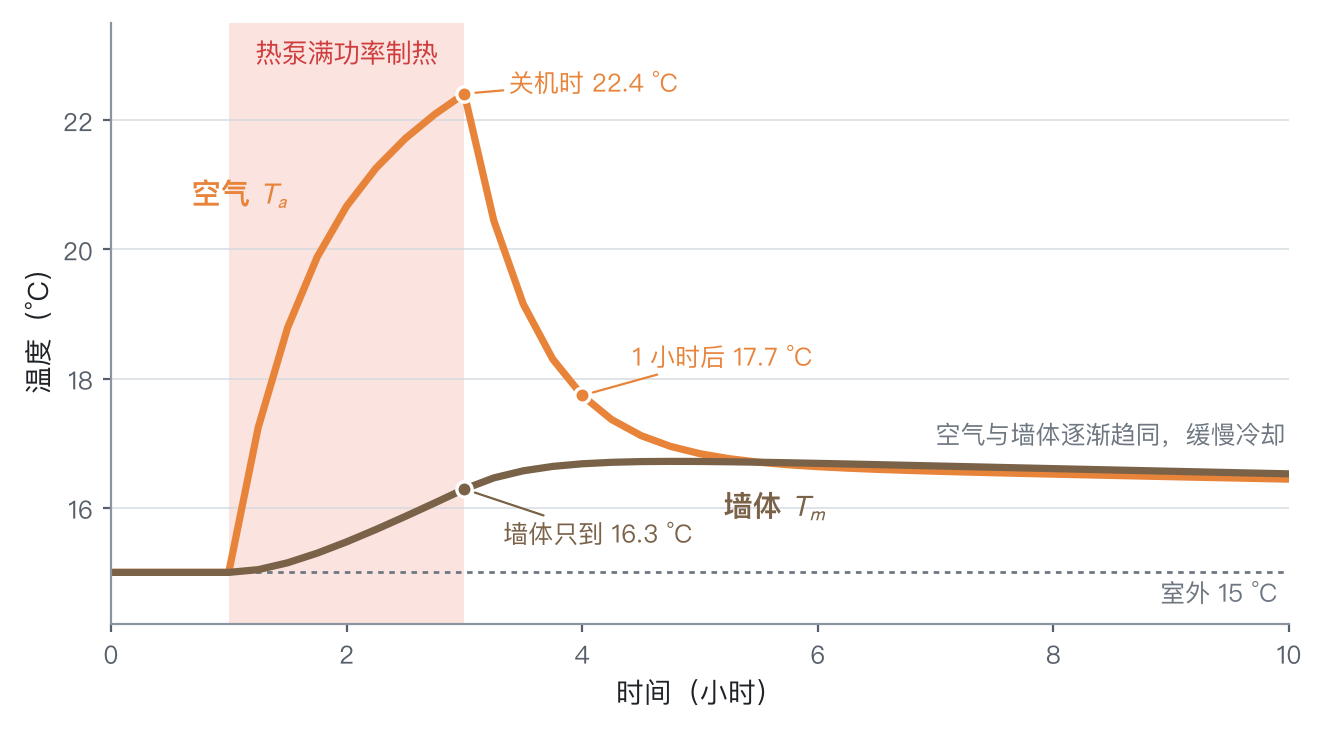 热泵满功率制热
关机时 22.4 °C
22
空气 Ta
20
温度（°C）
1 小时后 17.7 °C
18
空气与墙体逐渐趋同，缓慢冷却
墙体 Tm
16
墙体只到 16.3 °C
室外 15 °C
0 2 4 6 8 10
时间（小时）